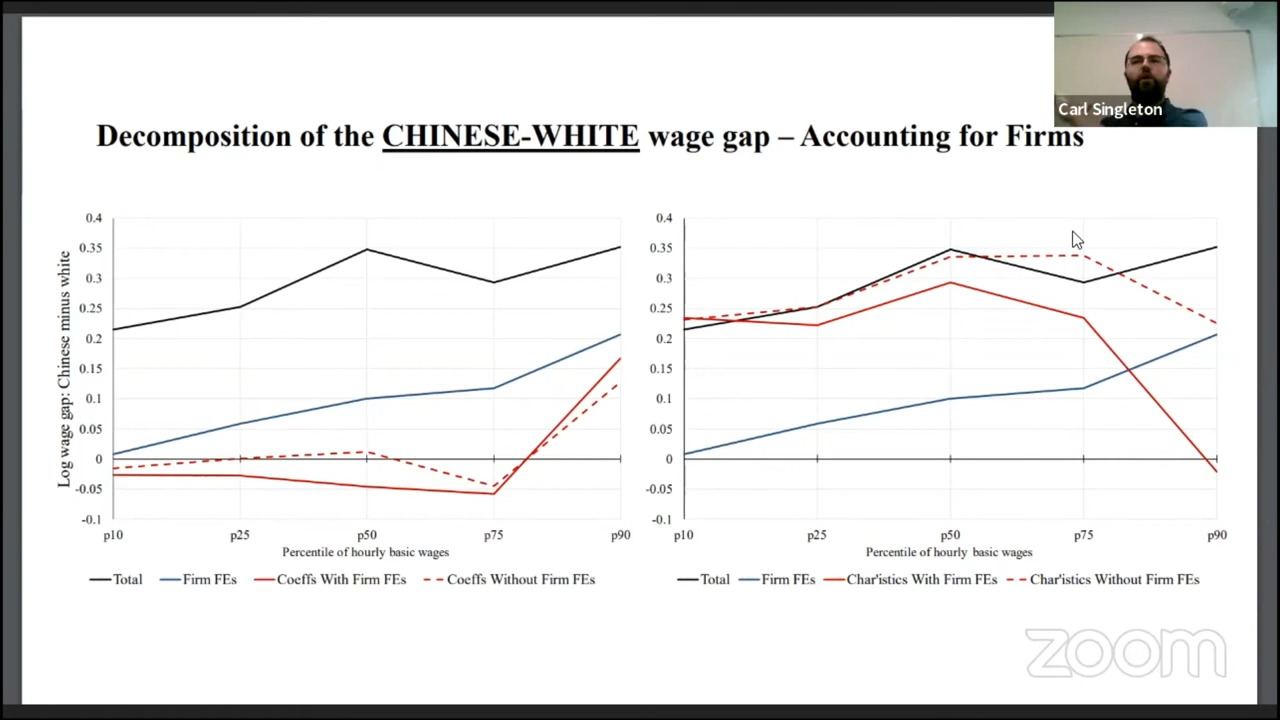 Carl Singleton
Decomposition of the CHINESE-WHITE wage gap – Accounting for Firms
Log wage gap: Chinese minus white
0.4
0.35
0.3
0.25
0.2
0.15
0.1
0.05
0
-0.05
-0.1
p10 p25 p50 p75 p90
Percentile of hourly basic wages
Total Firm FEs Coeffs With Firm FEs Coeffs Without Firm FEs
0.4
0.35
0.3
0.25
0.2
0.15
0.1
0.05
0
-0.05
-0.1
p10 p25 p50 p75 p90
Percentile of hourly basic wages
Total Firm FEs Char'istics With Firm FEs Char'istics Without Firm FEs
zoom